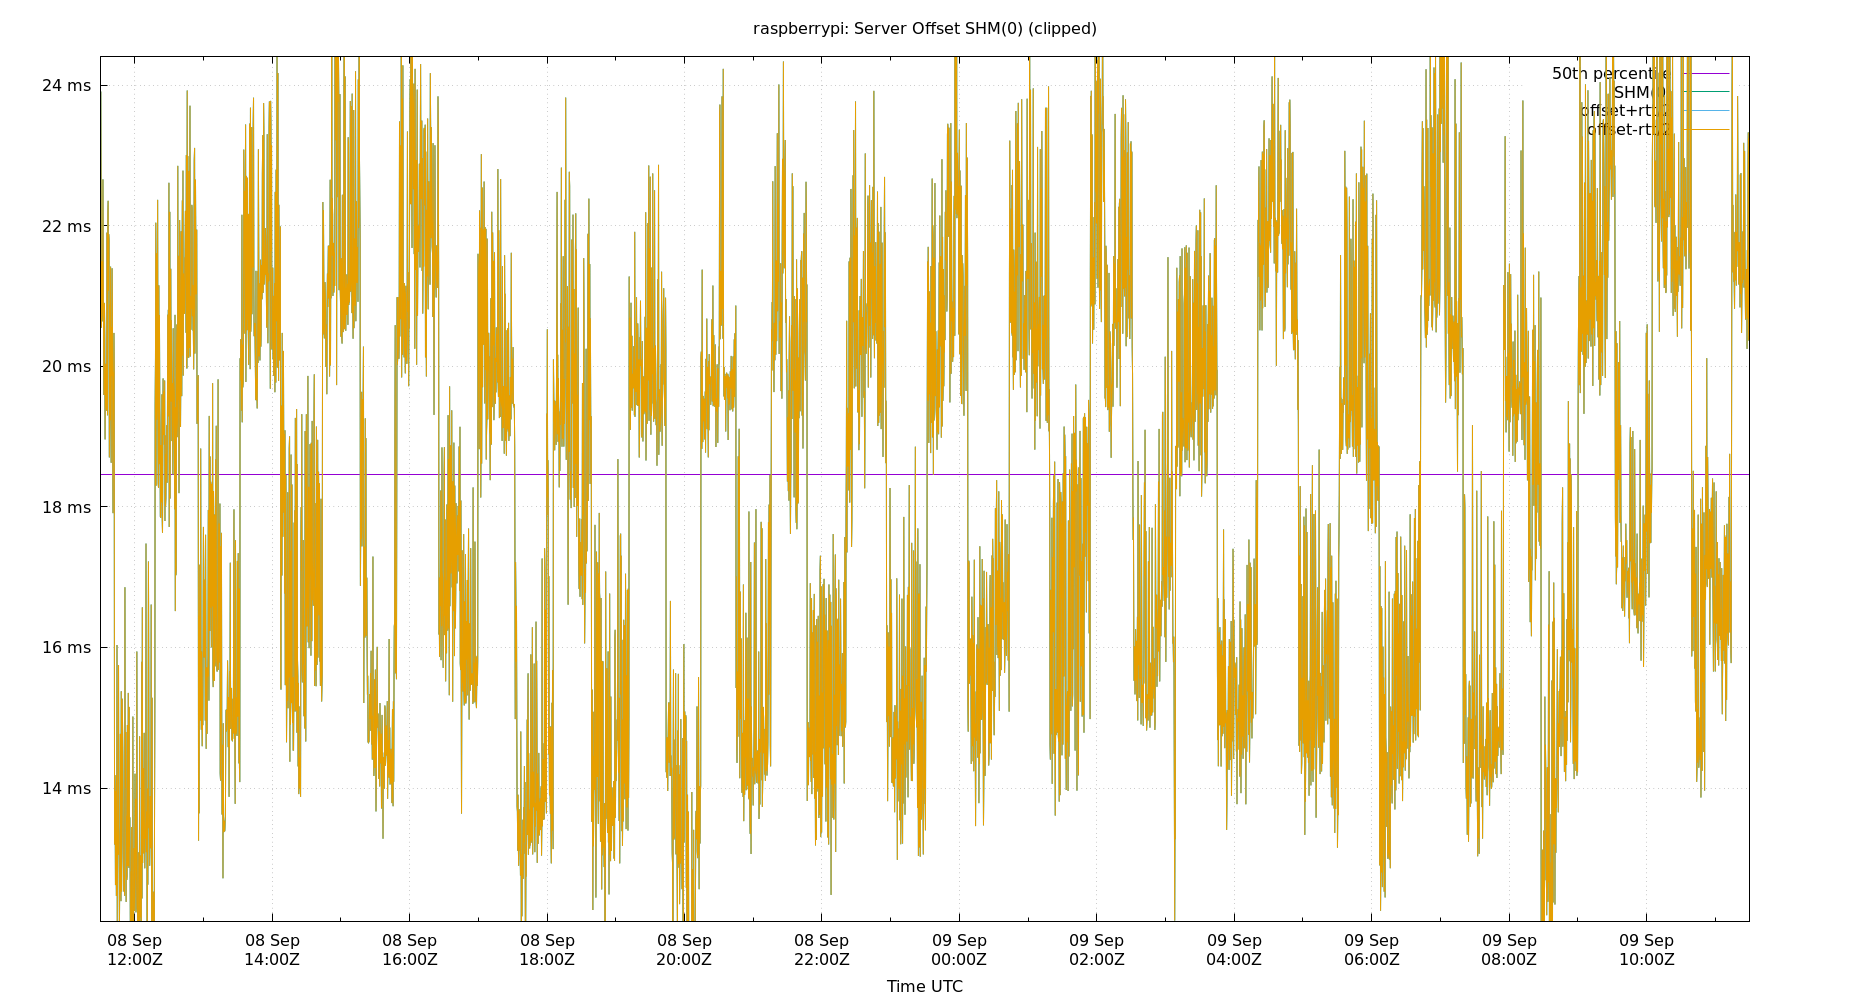 raspberrypi: Server Offset SHM(0) (clipped)
50th percentile
SHM(0)
offset+rtt/2
offset-rtt/2
24 ms
22 ms
20 ms
18 ms
16 ms
14 ms
08 Sep 08 Sep 08 Sep 08 Sep 08 Sep 08 Sep 09 Sep 09 Sep 09 Sep 09 Sep 09 Sep 09 Sep
12:00Z 14:00Z 16:00Z 18:00Z 20:00Z 22:00Z 00:00Z 02:00Z 04:00Z 06:00Z 08:00Z 10:00Z
Time UTC